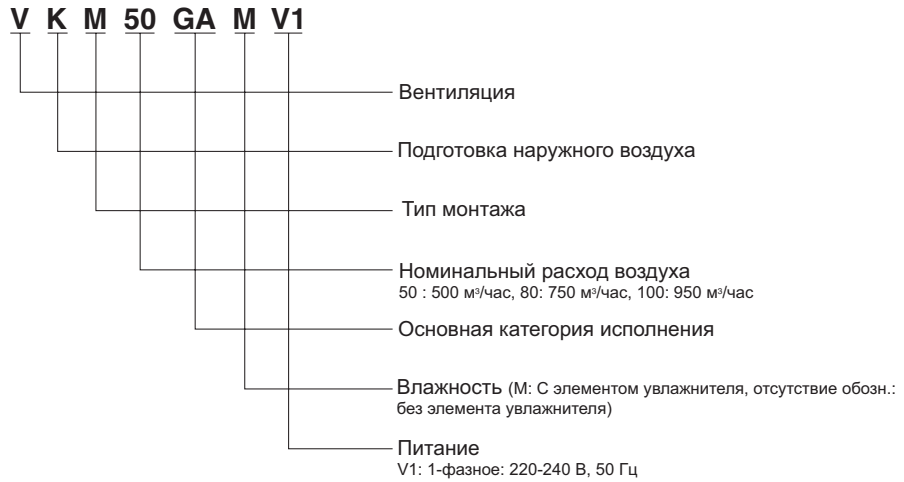 V K M 50 GA M V1
Вентиляция
Подготовка наружного воздуха
Тип монтажа
Номинальный расход воздуха
50 : 500 м³/час, 80: 750 м³/час, 100: 950 м³/час
Основная категория исполнения
Влажность (М: С элементом увлажнителя, отсутствие обозн.:
без элемента увлажнителя)
Питание
V1: 1-фазное: 220-240 В, 50 Гц